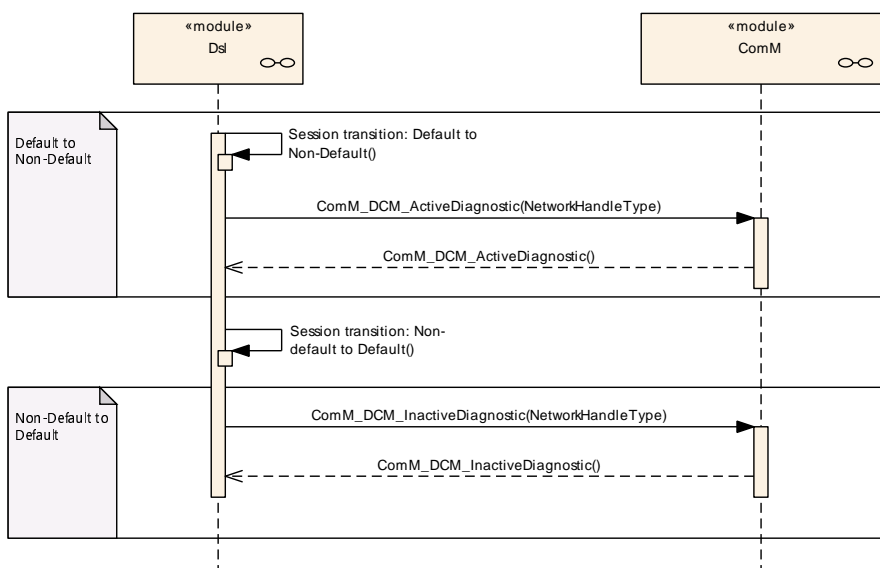 «module»
Dsl
«module»
ComM
Default to
Non-Default
Session transition: Default to
Non-Default()
ComM_DCM_ActiveDiagnostic(NetworkHandleType)
ComM_DCM_ActiveDiagnostic()
Session transition: Non-
default to Default()
Non-Default to
Default
ComM_DCM_InactiveDiagnostic(NetworkHandleType)
ComM_DCM_InactiveDiagnostic()